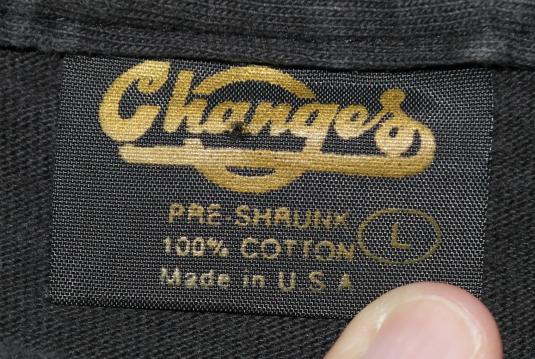 Changes
PRE-SHRUNK
100% COTTON
L
Made in U S A